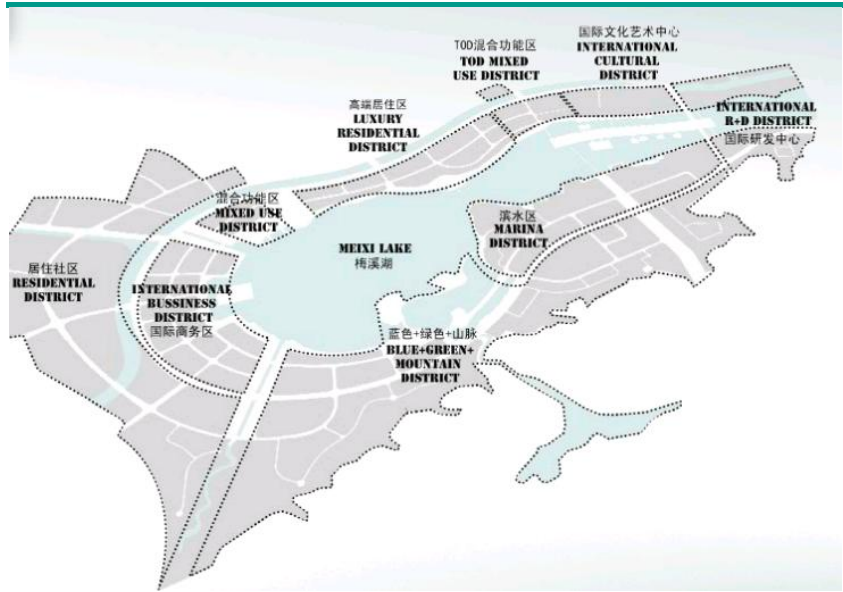 国际文化艺术中心
INTERNATIONAL
CULTURAL
DISTRICT
TOD混合功能区
TOD MIXED
USE DISTRICT
高端居住区
LUXURY
RESIDENTIAL
DISTRICT
INTERNATIONAL
R+D DISTRICT
国际研发中心
混合功能区
MIXED USE
DISTRICT
滨水区
MARINA
DISTRICT
MEIXI LAKE
梅溪湖
居住社区
RESIDENTIAL
DISTRICT
INTERNATIONAL
BUSSINESS
DISTRICT
国际商务区
蓝色+绿色+山脉
BLUE+GREEN+
MOUNTAIN
DISTRICT